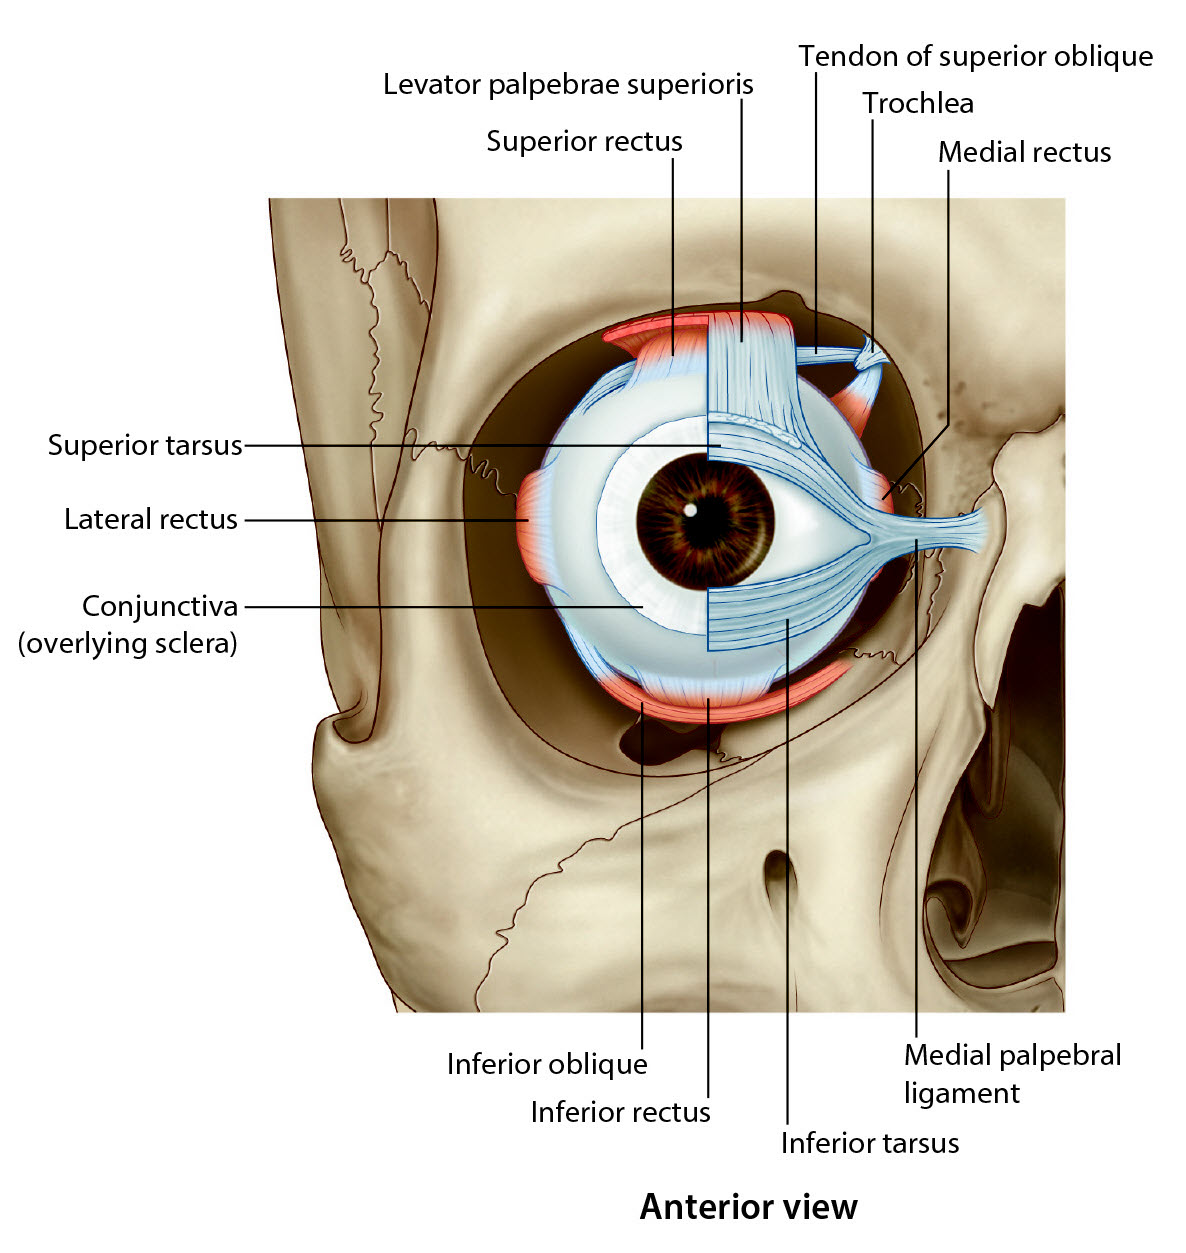 Tendon of superior oblique
Levator palpebrae superioris
Trochlea
Superior rectus
Medial rectus
Superior tarsus
Lateral rectus
Conjunctiva
(overlying sclera)
Inferior oblique
Medial palpebral
ligament
Inferior rectus
Inferior tarsus
Anterior view